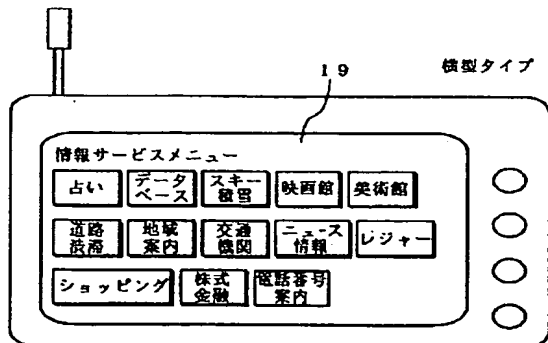 19
横型タイプ
情報サービスメニュー
占い
データ
ベース
スキー
積雪
映画館
美術館
道路
渋滞
地域
案内
交通
機関
ニュース
情報
レジャー
ショッピング
株式
金融
電話番号
案内